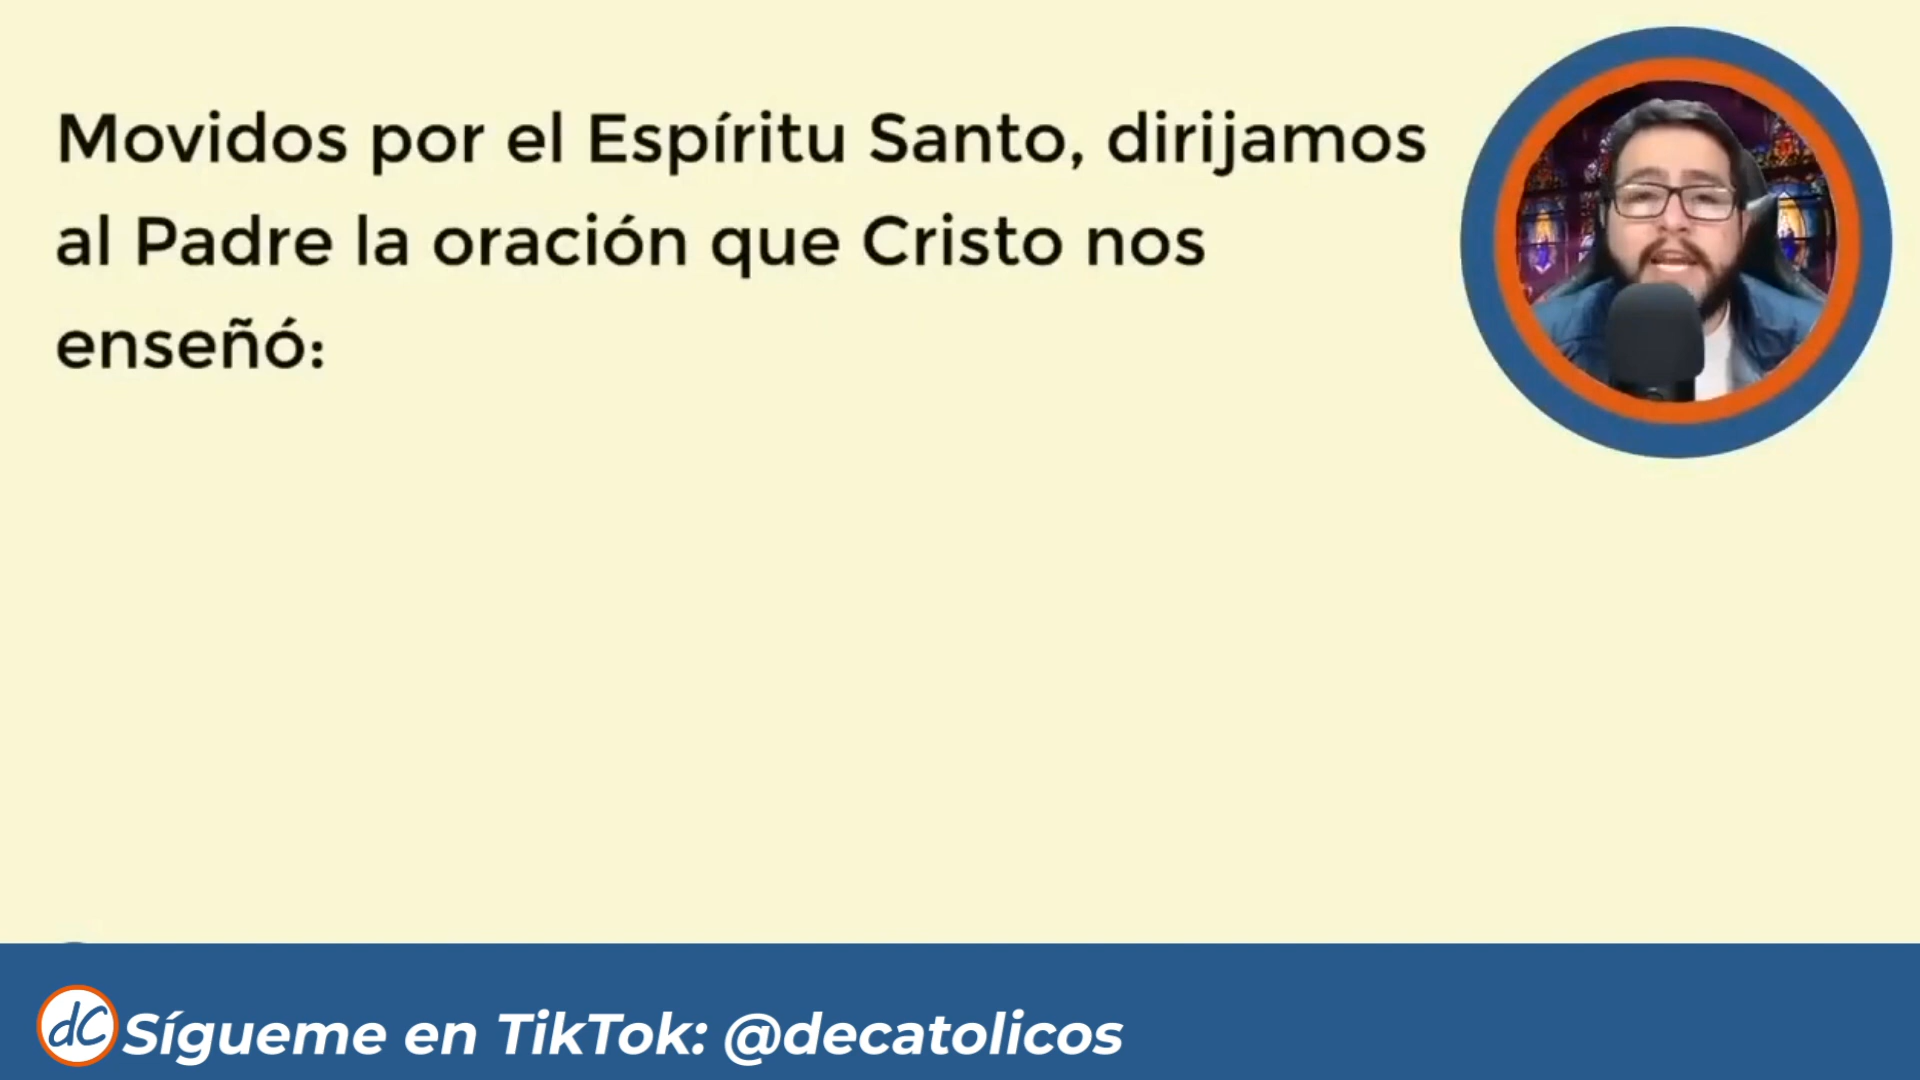 Movidos por el Espíritu Santo, dirijamos
al Padre la oración que Cristo nos
enseñó:
dC Sígueme en TikTok: @decatolicos